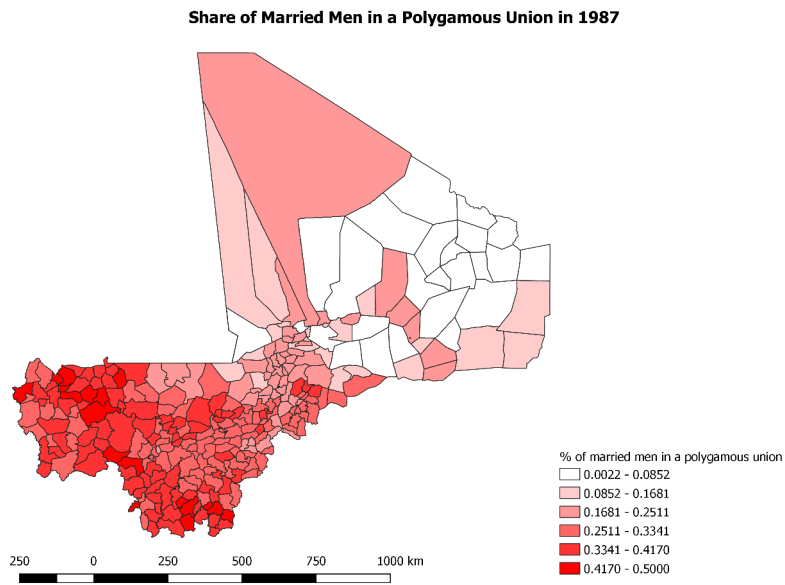 Share of Married Men in a Polygamous Union in 1987
% of married men in a polygamous union
0.0022 - 0.0852
0.0852 - 0.1681
0.1681 - 0.2511
0.2511 - 0.3341
0.3341 - 0.4170
0.4170 - 0.5000
250 0 250 500 750 1000 km